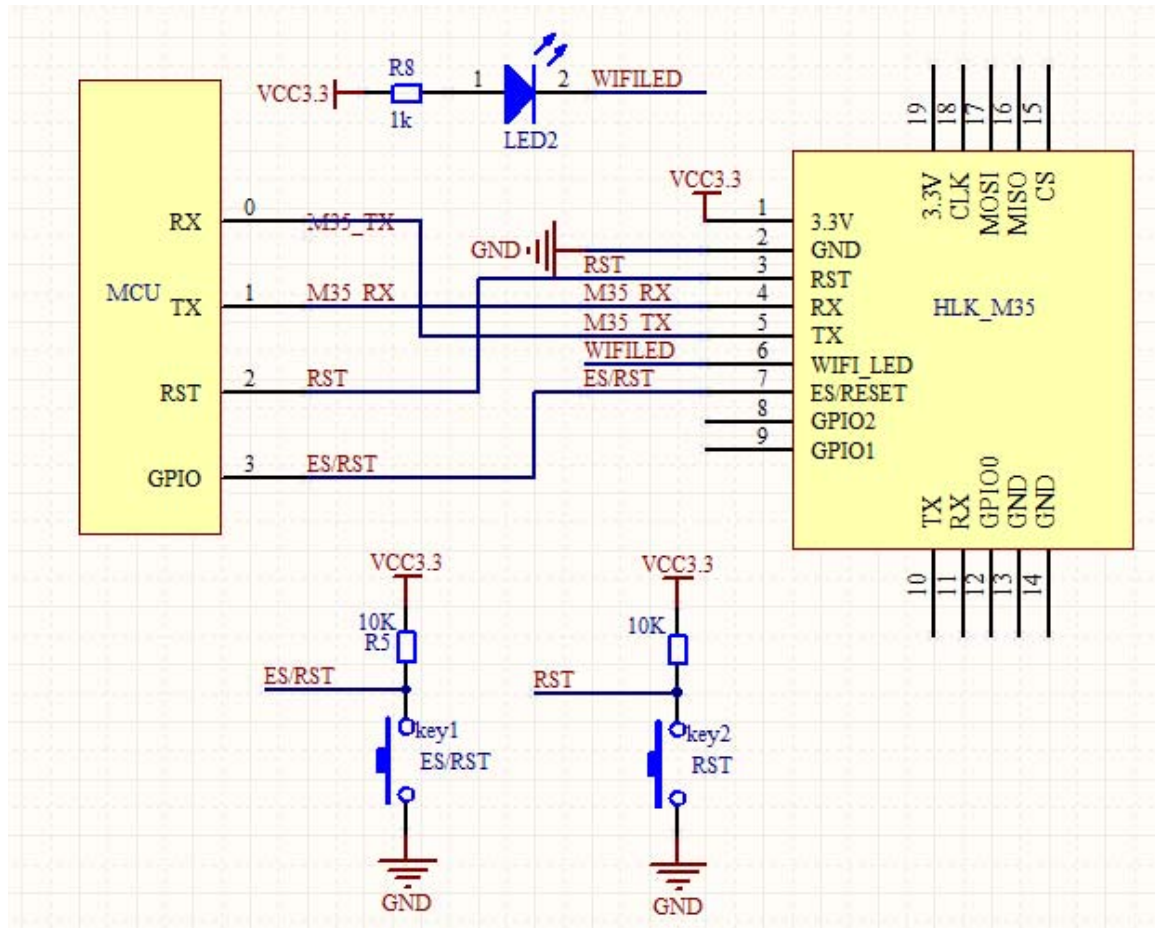 R8
VCC3.3
1
2
WIFILED
1k
LED2
19
18
17
16
15
3.3V
CLK
MOSI
MISO
CS
VCC3.3
RX
0
M35_TX
1
3.3V
GND
2
GND
RST
3
RST
MCU
TX
1
M35_RX
M35_RX
4
RX
HLK_M35
M35_TX
5
TX
WIFILED
6
WIFI_LED
RST
2
RST
ES/RST
7
ES/RESET
8
GPIO2
9
GPIO1
GPIO
3
ES/RST
TX
RX
GPIO0
GND
GND
10
11
12
13
14
VCC3.3
VCC3.3
10K
R5
10K
ES/RST
RST
key1
ES/RST
key2
RST
GND
GND